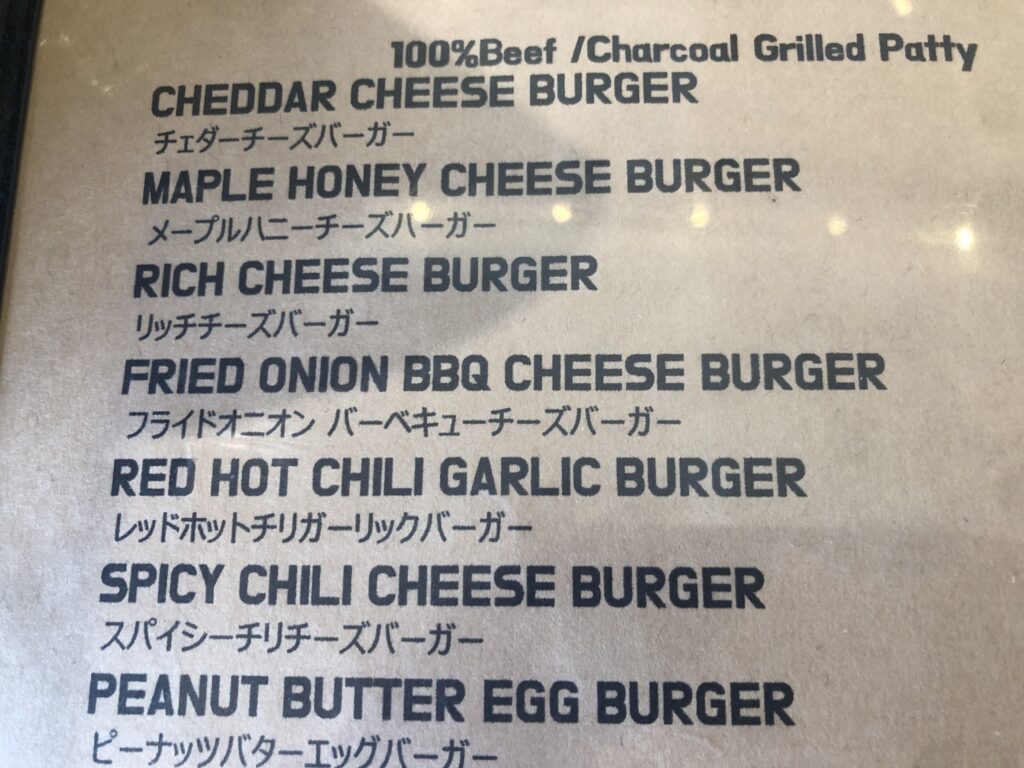 100%Beef /Charcoal Grilled Patty
CHEDDAR CHEESE BURGER
チェダーチーズバーガー
MAPLE HONEY CHEESE BURGER
メープルハニーチーズバーガー
RICH CHEESE BURGER
リッチチーズバーガー
FRIED ONION BBQ CHEESE BURGER
フライドオニオン バーベキューチーズバーガー
RED HOT CHILI GARLIC BURGER
レッドホットチリガーリックバーガー
SPICY CHILI CHEESE BURGER
スパイシーチリチーズバーガー
PEANUT BUTTER EGG BURGER
ピーナッツバターエッグバーガー